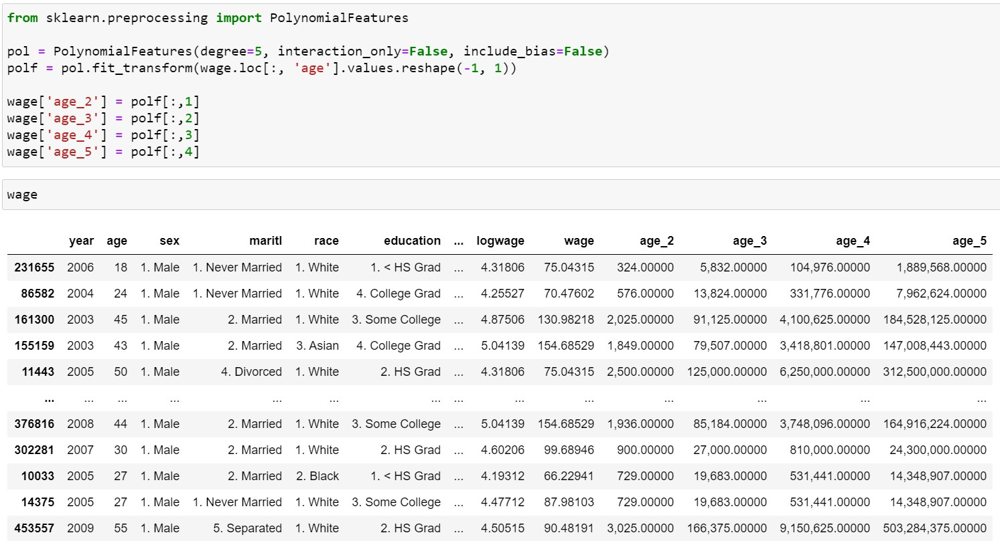 from sklearn.preprocessing import PolynomialFeatures
pol = PolynomialFeatures(degree=5, interaction_only=False, include_bias=False)
polf = pol.fit_transform(wage.loc[:, 'age'].values.reshape(-1, 1))
wage['age_2'] = polf[:,1]
wage['age_3'] = polf[:,2]
wage['age_4'] = polf[:,3]
wage['age_5'] = polf[:,4]
wage
year age sex maritl race education ... logwage wage age_2 age_3 age_4 age_5
231655 2006 18 1. Male 1. Never Married 1. White 1. < HS Grad ... 4.31806 75.04315 324.00000 5,832.00000 104,976.00000 1,889,568.00000
86582 2004 24 1. Male 1. Never Married 1. White 4. College Grad ... 4.25527 70.47602 576.00000 13,824.00000 331,776.00000 7,962,624.00000
161300 2003 45 1. Male 2. Married 1. White 3. Some College ... 4.87506 130.98218 2,025.00000 91,125.00000 4,100,625.00000 184,528,125.00000
155159 2003 43 1. Male 2. Married 3. Asian 4. College Grad ... 5.04139 154.68529 1,849.00000 79,507.00000 3,418,801.00000 147,008,443.00000
11443 2005 50 1. Male 4. Divorced 1. White 2. HS Grad ... 4.31806 75.04315 2,500.00000 125,000.00000 6,250,000.00000 312,500,000.00000
... ... ... ... ... ... ... ... ... ... ... ... ... ...
376816 2008 44 1. Male 2. Married 1. White 3. Some College ... 5.04139 154.68529 1,936.00000 85,184.00000 3,748,096.00000 164,916,224.00000
302281 2007 30 1. Male 2. Married 1. White 2. HS Grad ... 4.60206 99.68946 900.00000 27,000.00000 810,000.00000 24,300,000.00000
10033 2005 27 1. Male 2. Married 2. Black 1. < HS Grad ... 4.19312 66.22941 729.00000 19,683.00000 531,441.00000 14,348,907.00000
14375 2005 27 1. Male 1. Never Married 1. White 3. Some College ... 4.47712 87.98103 729.00000 19,683.00000 531,441.00000 14,348,907.00000
453557 2009 55 1. Male 5. Separated 1. White 2. HS Grad ... 4.50515 90.48191 3,025.00000 166,375.00000 9,150,625.00000 503,284,375.00000